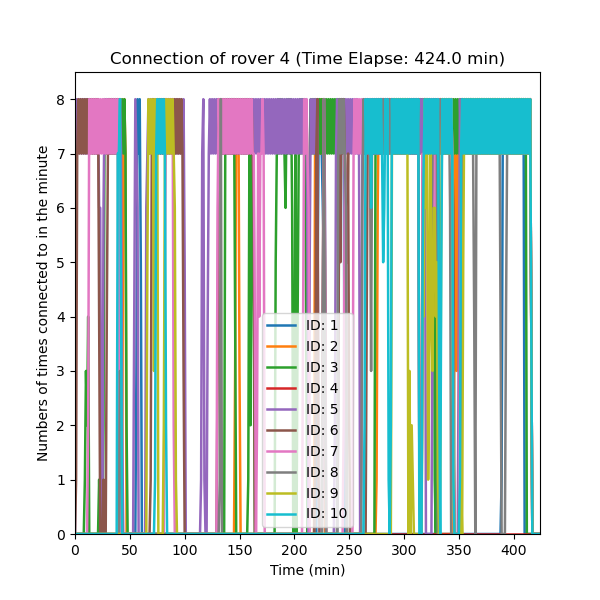 Connection of rover 4 (Time Elapse: 424.0 min)
Numbers of times connected to in the minute
8
7
6
5
4
3
2
1
0
ID: 1
ID: 2
ID: 3
ID: 4
ID: 5
ID: 6
ID: 7
ID: 8
ID: 9
ID: 10
0 50 100 150 200 250 300 350 400
Time (min)